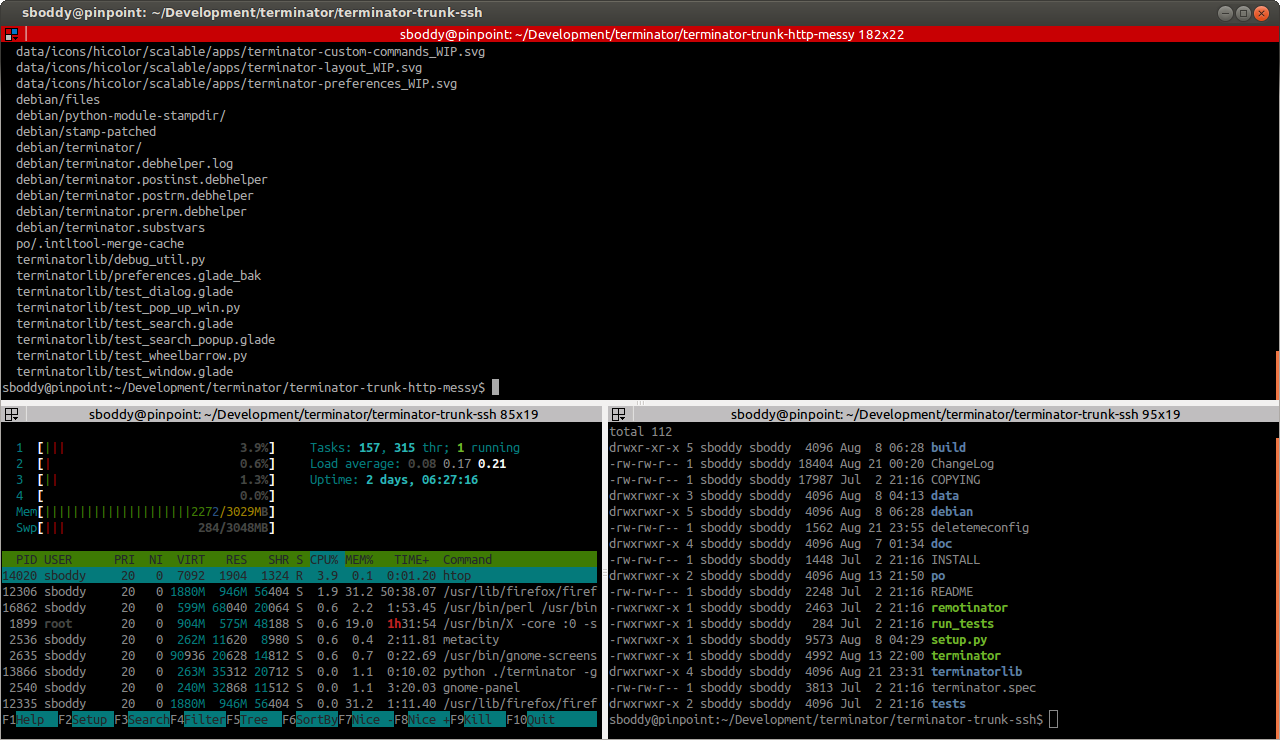 sboddy@pinpoint: ~/Development/terminator/terminator-trunk-ssh
sboddy@pinpoint: ~/Development/terminator/terminator-trunk-http-messy 182x22
data/icons/hicolor/scalable/apps/terminator-custom-commands_WIP.svg
data/icons/hicolor/scalable/apps/terminator-layout_WIP.svg
data/icons/hicolor/scalable/apps/terminator-preferences_WIP.svg
debian/files
debian/python-module-stampdir/
debian/stamp-patched
debian/terminator/
debian/terminator.debhelper.log
debian/terminator.postinst.debhelper
debian/terminator.postrm.debhelper
debian/terminator.prerm.debhelper
debian/terminator.substvars
po/.intltool-merge-cache
terminatorlib/debug_util.py
terminatorlib/preferences.glade_bak
terminatorlib/test_dialog.glade
terminatorlib/test_pop_up_win.py
terminatorlib/test_search.glade
terminatorlib/test_search_popup.glade
terminatorlib/test_wheelbarrow.py
terminatorlib/test_window.glade
sboddy@pinpoint:~/Development/terminator/terminator-trunk-http-messy$
sboddy@pinpoint: ~/Development/terminator/terminator-trunk-ssh 85x19
1 [||| 3.9%] Tasks: 157, 315 thr; 1 running
2 [| 0.6%] Load average: 0.08 0.17 0.21
3 [|| 1.3%] Uptime: 2 days, 06:27:16
4 [ 0.0%]
Mem[|||||||||||||||||||||2272/3029MB]
Swp[||| 284/3048MB]
PID USER PRI NI VIRT RES SHR S CPU% MEM% TIME+ Command
14020 sboddy 20 0 7092 1904 1324 R 3.9 0.1 0:01.20 htop
12306 sboddy 20 0 1880M 946M 56404 S 1.9 31.2 50:38.07 /usr/lib/firefox/firef
16862 sboddy 20 0 599M 68040 20064 S 0.6 2.2 1:53.45 /usr/bin/perl /usr/bin
1899 root 20 0 904M 575M 48188 S 0.6 19.0 1h31:54 /usr/bin/X -core :0 -s
2536 sboddy 20 0 262M 11620 8980 S 0.6 0.4 2:11.81 metacity
2635 sboddy 20 0 90936 20628 14812 S 0.6 0.7 0:22.69 /usr/bin/gnome-screens
13866 sboddy 20 0 263M 35312 20712 S 0.0 1.1 0:10.02 python ./terminator -g
2540 sboddy 20 0 240M 32868 11512 S 0.0 1.1 3:20.03 gnome-panel
12335 sboddy 20 0 1880M 946M 56404 S 0.0 31.2 1:11.40 /usr/lib/firefox/firef
F1Help F2Setup F3SearchF4FilterF5Tree F6SortByF7Nice -F8Nice +F9Kill F10Quit
sboddy@pinpoint: ~/Development/terminator/terminator-trunk-ssh 95x19
total 112
drwxr-xr-x 5 sboddy sboddy 4096 Aug 8 06:28 build
-rw-rw-r-- 1 sboddy sboddy 18404 Aug 21 00:20 ChangeLog
-rw-rw-r-- 1 sboddy sboddy 17987 Jul 2 21:16 COPYING
drwxrwxr-x 3 sboddy sboddy 4096 Aug 8 04:13 data
drwxrwxr-x 5 sboddy sboddy 4096 Aug 8 06:28 debian
-rw-rw-r-- 1 sboddy sboddy 1562 Aug 21 23:55 deletemeconfig
drwxrwxr-x 4 sboddy sboddy 4096 Aug 7 01:34 doc
-rw-rw-r-- 1 sboddy sboddy 1448 Jul 2 21:16 INSTALL
drwxrwxr-x 2 sboddy sboddy 4096 Aug 13 21:50 po
-rw-rw-r-- 1 sboddy sboddy 2248 Jul 2 21:16 README
-rwxrwxr-x 1 sboddy sboddy 2463 Jul 2 21:16 remotinator
-rwxrwxr-x 1 sboddy sboddy 284 Jul 2 21:16 run_tests
-rwxrwxr-x 1 sboddy sboddy 9573 Aug 8 04:29 setup.py
-rwxrwxr-x 1 sboddy sboddy 4992 Aug 13 22:00 terminator
drwxrwxr-x 4 sboddy sboddy 4096 Aug 21 23:31 terminatorlib
-rw-rw-r-- 1 sboddy sboddy 3813 Jul 2 21:16 terminator.spec
drwxrwxr-x 2 sboddy sboddy 4096 Jul 2 21:16 tests
sboddy@pinpoint:~/Development/terminator/terminator-trunk-ssh$